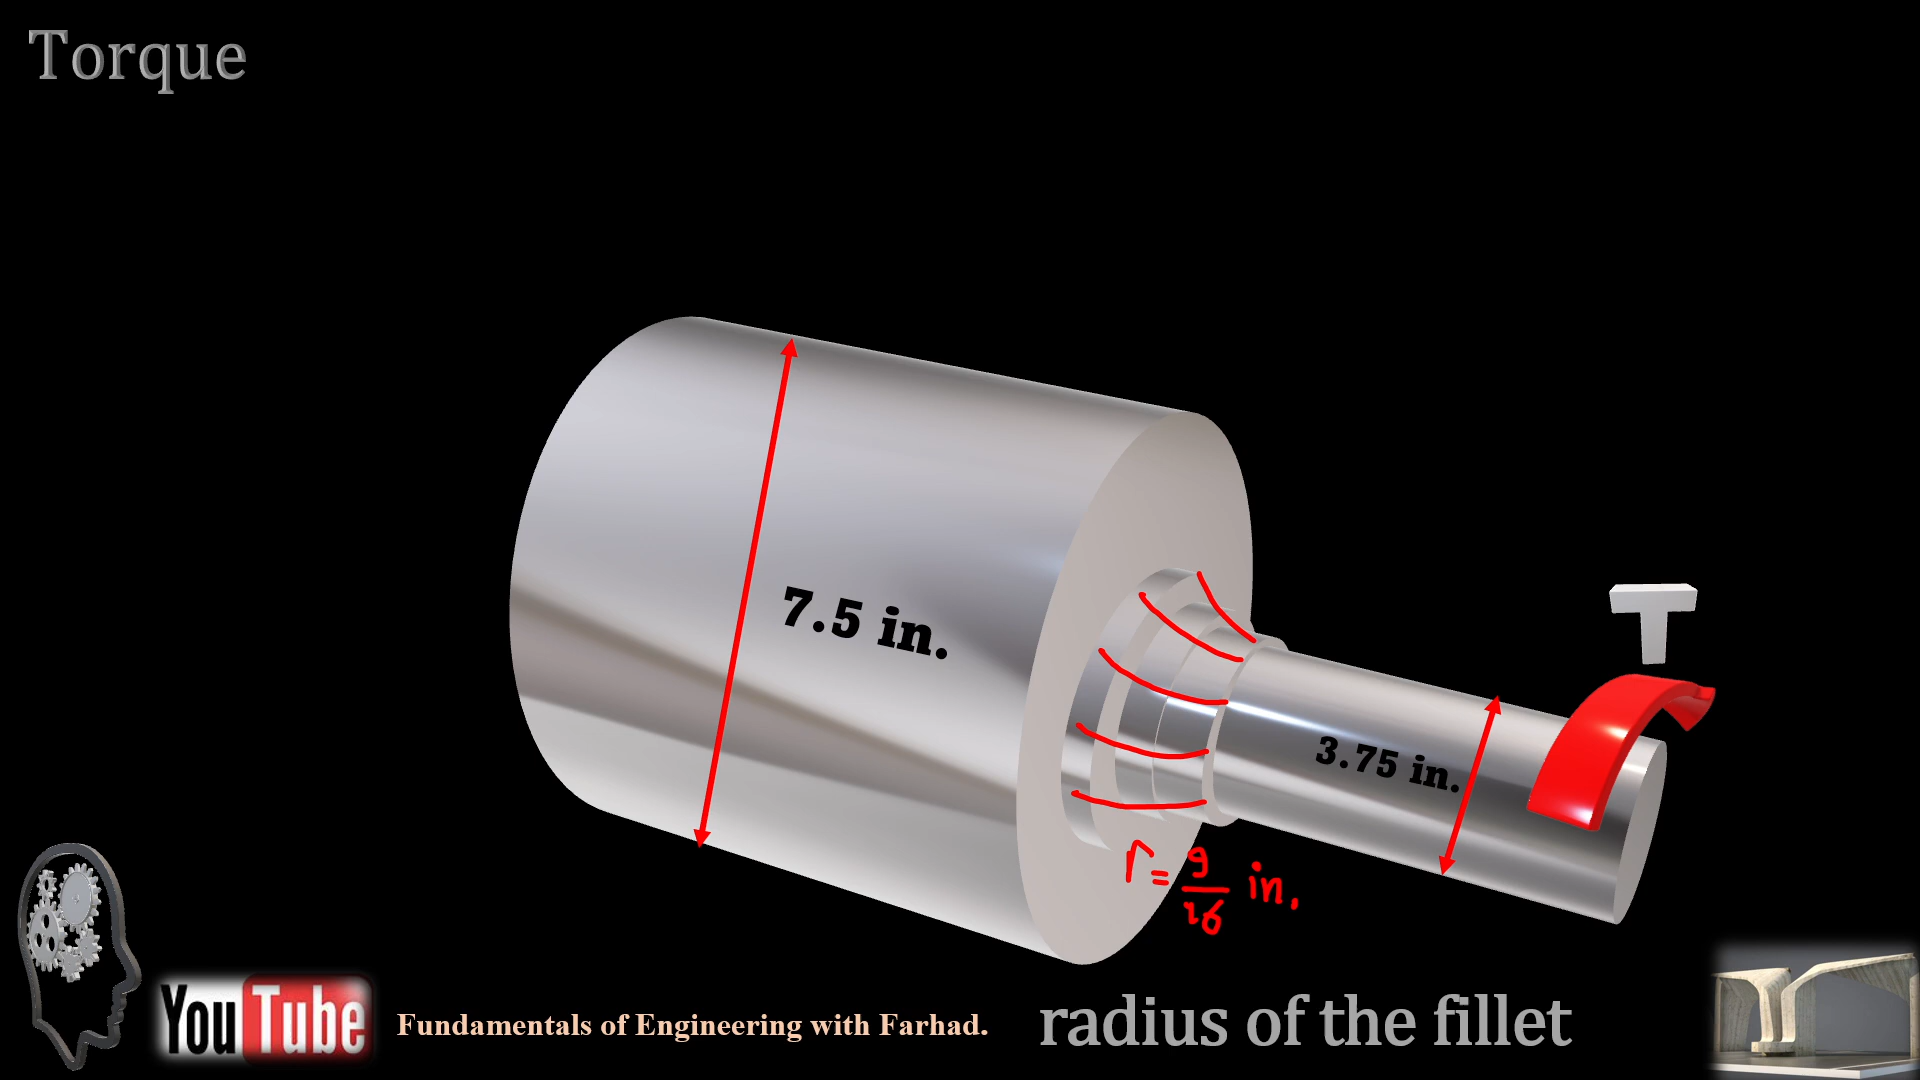 Torque
7.5 in.
T
3.75 in.
r = 9/16 in.
YouTube
Fundamentals of Engineering with Farhad.
radius of the fillet